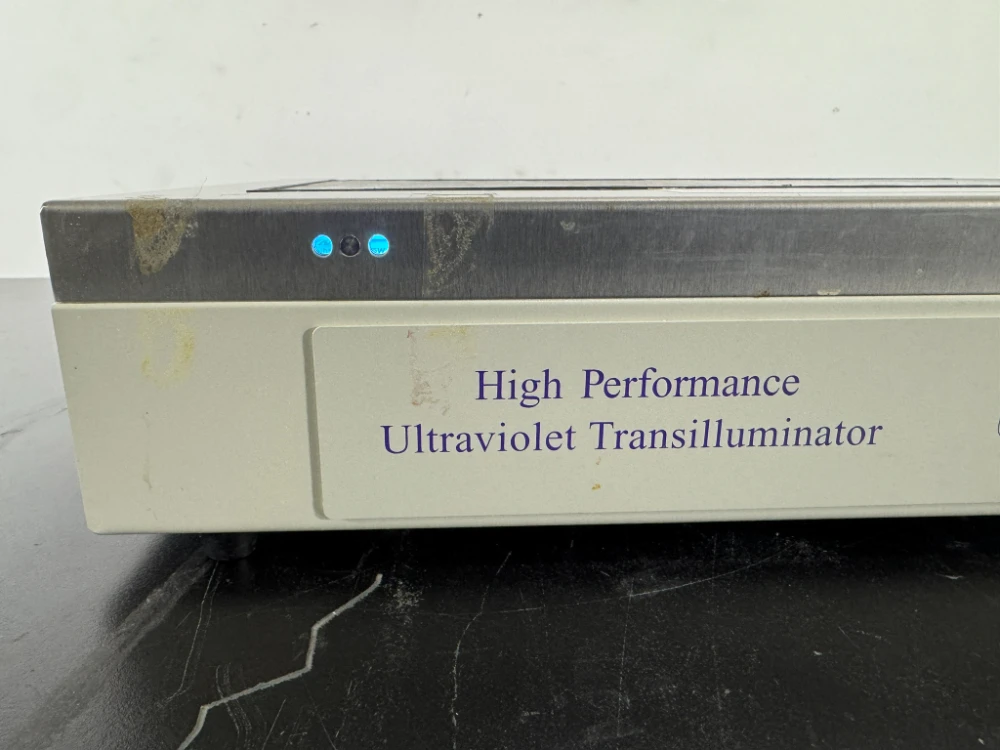 High Performance
Ultraviolet Transilluminator